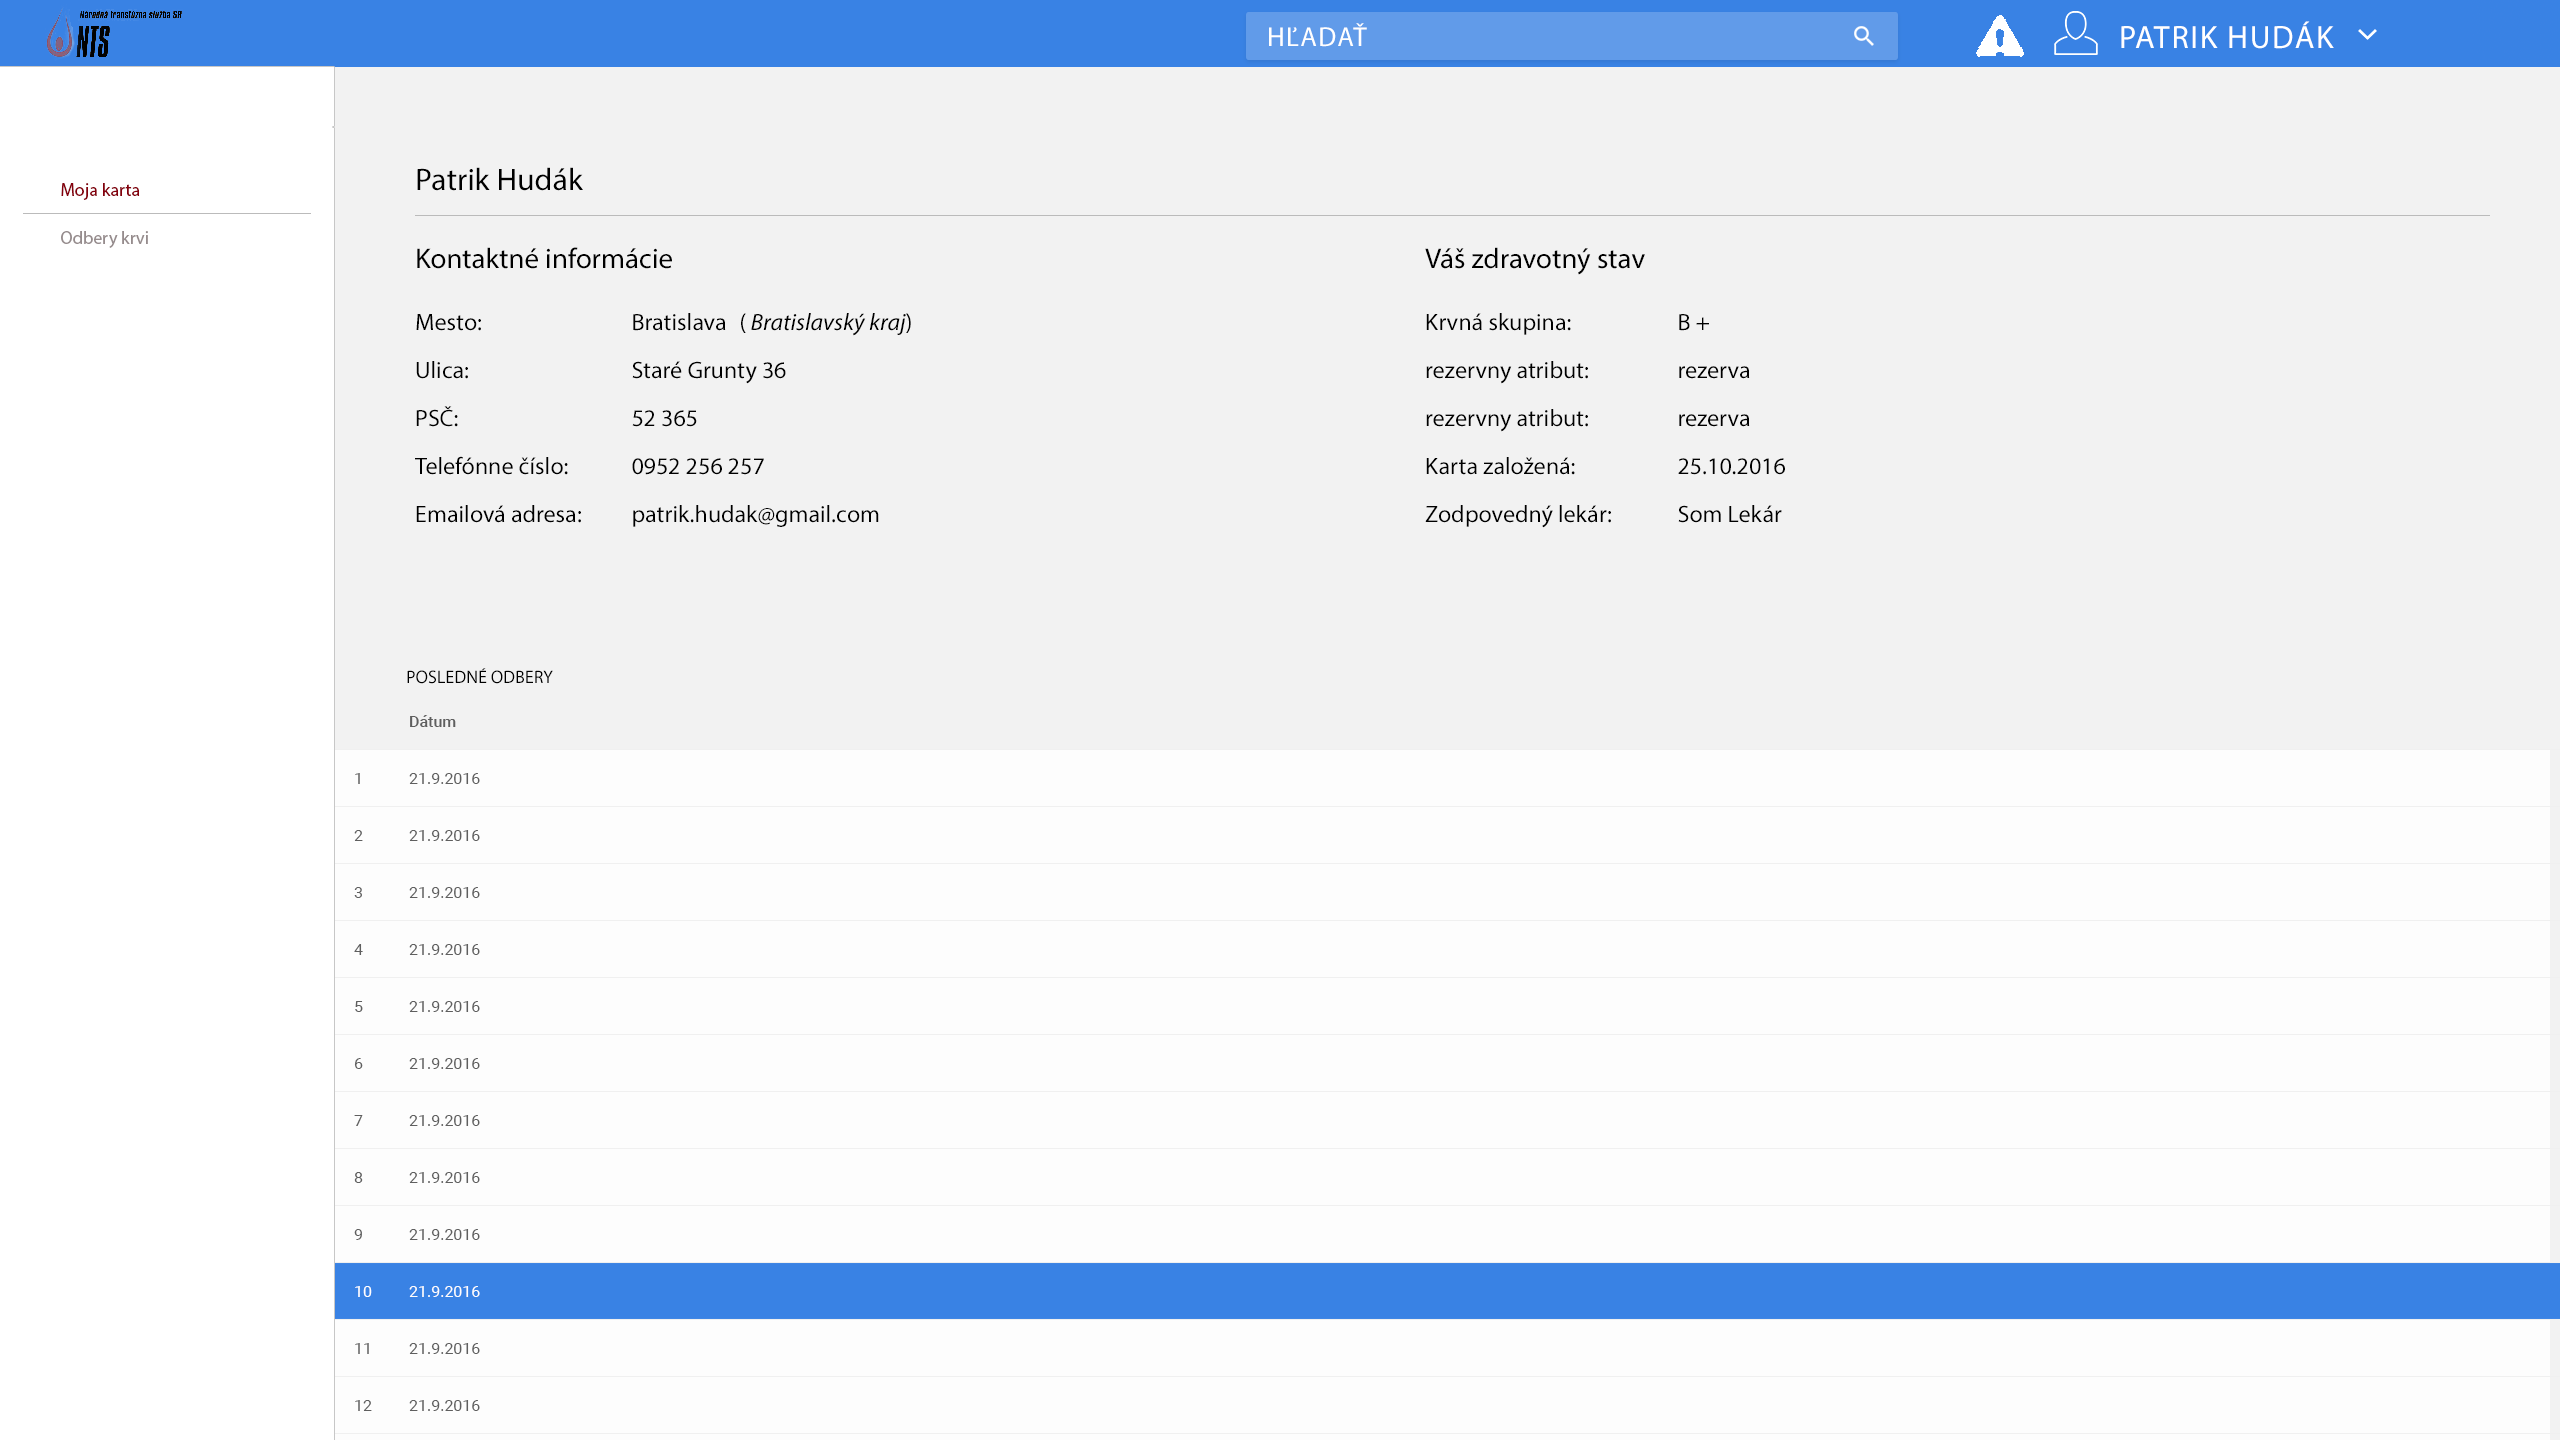 Národná transfúzna služba SR
NTS
HĽADAŤ
PATRIK HUDÁK
Moja karta
Odbery krvi
Patrik Hudák
Kontaktné informácie
Mesto: Bratislava ( Bratislavský kraj)
Ulica: Staré Grunty 36
PSČ: 52 365
Telefónne číslo: 0952 256 257
Emailová adresa: patrik.hudak@gmail.com
Váš zdravotný stav
Krvná skupina: B +
rezervny atribut: rezerva
rezervny atribut: rezerva
Karta založená: 25.10.2016
Zodpovedný lekár: Som Lekár
POSLEDNÉ ODBERY
Dátum
1 21.9.2016
2 21.9.2016
3 21.9.2016
4 21.9.2016
5 21.9.2016
6 21.9.2016
7 21.9.2016
8 21.9.2016
9 21.9.2016
10 21.9.2016
11 21.9.2016
12 21.9.2016